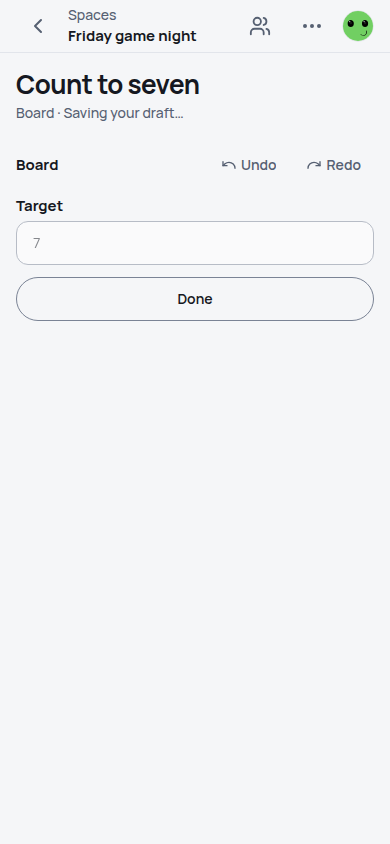 Spaces
Friday game night
Count to seven
Board · Saving your draft…
Board
Undo
Redo
Target
7
Done